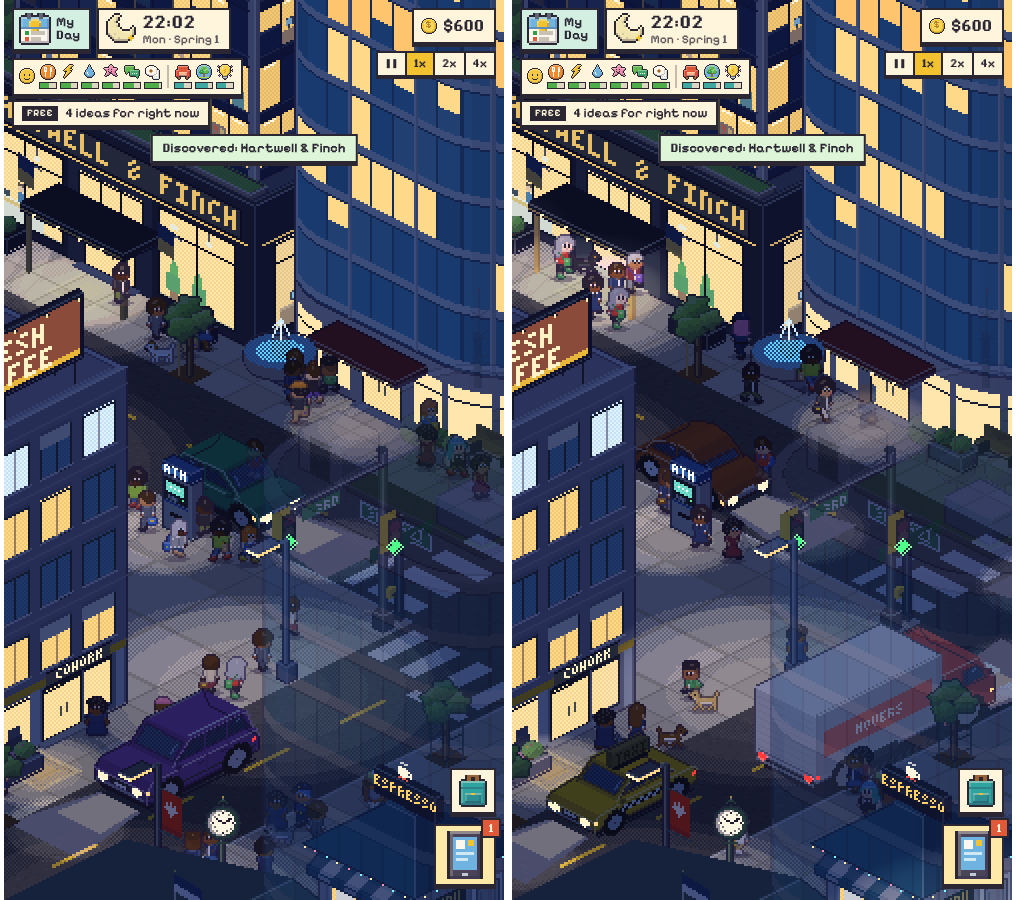 My
Day
22:02
Mon · Spring 1
$600
1x
2x
4x
FREE
4 ideas for right now
Discovered: Hartwell & Finch
HELL & FINCH
ESH
FEE
ATM
COWORK
ESPRESSO
1
My
Day
22:02
Mon · Spring 1
$600
1x
2x
4x
FREE
4 ideas for right now
Discovered: Hartwell & Finch
HELL & FINCH
ESH
FEE
ATM
COWORK
MOVERS
TAXI
ESPRESSO
1